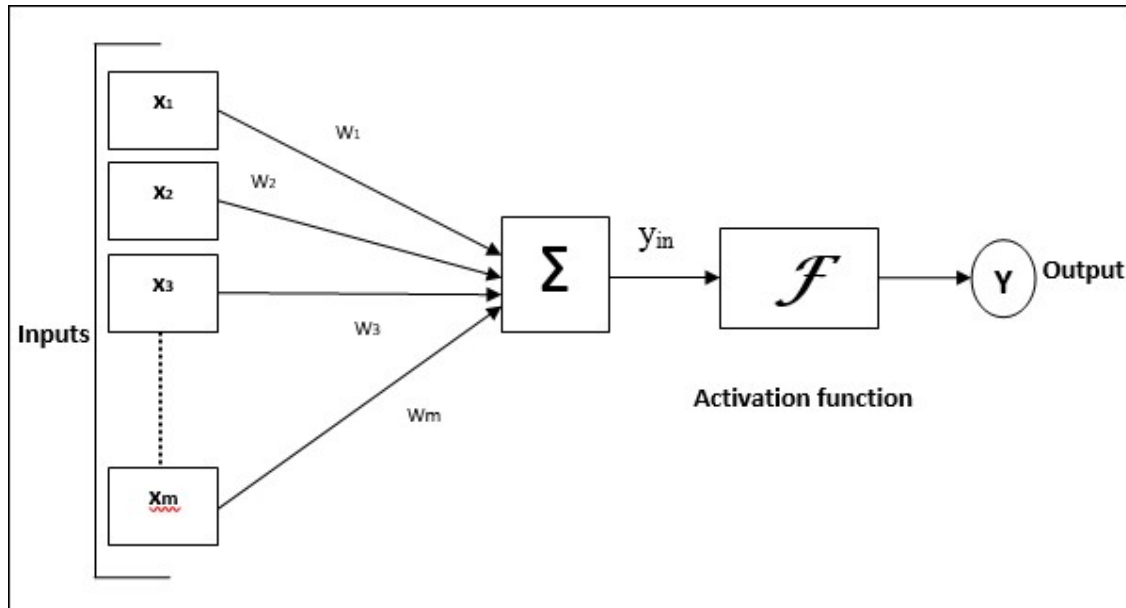 x1
W1
x2
W2
x3
W3
Inputs
Σ
yin
ℱ
Y
Output
Wm
Activation function
xm